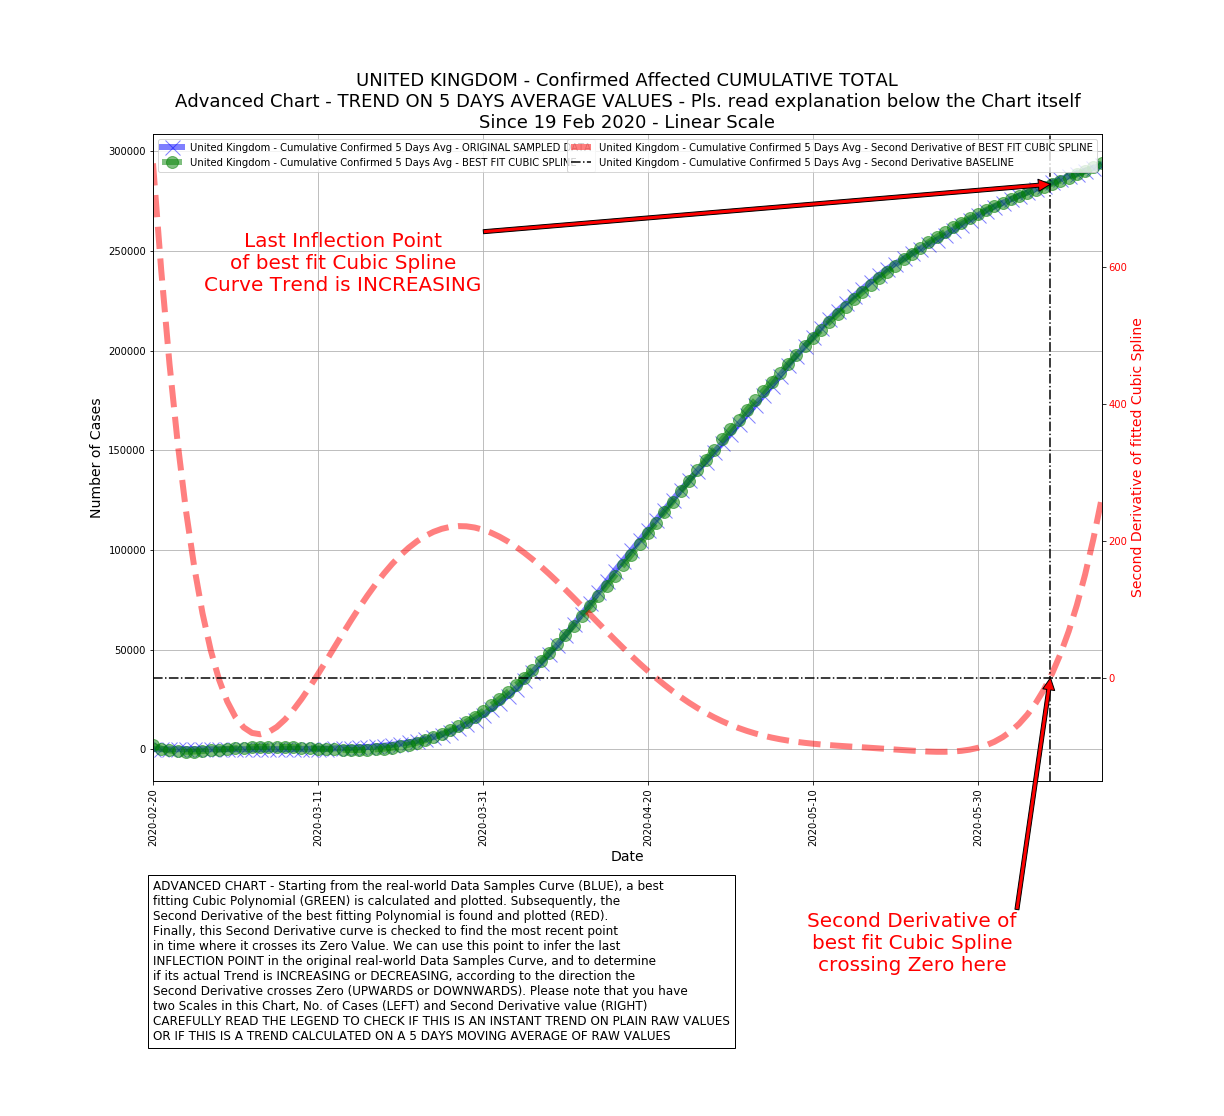 UNITED KINGDOM - Confirmed Affected CUMULATIVE TOTAL
Advanced Chart - TREND ON 5 DAYS AVERAGE VALUES - Pls. read explanation below the Chart itself
Since 19 Feb 2020 - Linear Scale
United Kingdom - Cumulative Confirmed 5 Days Avg - ORIGINAL SAMPLED DATA
United Kingdom - Cumulative Confirmed 5 Days Avg - BEST FIT CUBIC SPLINE
United Kingdom - Cumulative Confirmed 5 Days Avg - Second Derivative of BEST FIT CUBIC SPLINE
United Kingdom - Cumulative Confirmed 5 Days Avg - Second Derivative BASELINE
Last Inflection Point
of best fit Cubic Spline
Curve Trend is INCREASING
300000
250000
200000
150000
100000
50000
0
Number of Cases
600
400
200
0
Second Derivative of fitted Cubic Spline
2020-02-20
2020-03-11
2020-03-31
2020-04-20
2020-05-10
2020-05-30
Date
ADVANCED CHART - Starting from the real-world Data Samples Curve (BLUE), a best
fitting Cubic Polynomial (GREEN) is calculated and plotted. Subsequently, the
Second Derivative of the best fitting Polynomial is found and plotted (RED).
Finally, this Second Derivative curve is checked to find the most recent point
in time where it crosses its Zero Value. We can use this point to infer the last
INFLECTION POINT in the original real-world Data Samples Curve, and to determine
if its actual Trend is INCREASING or DECREASING, according to the direction the
Second Derivative crosses Zero (UPWARDS or DOWNWARDS). Please note that you have
two Scales in this Chart, No. of Cases (LEFT) and Second Derivative value (RIGHT)
CAREFULLY READ THE LEGEND TO CHECK IF THIS IS AN INSTANT TREND ON PLAIN RAW VALUES
OR IF THIS IS A TREND CALCULATED ON A 5 DAYS MOVING AVERAGE OF RAW VALUES
Second Derivative of
best fit Cubic Spline
crossing Zero here